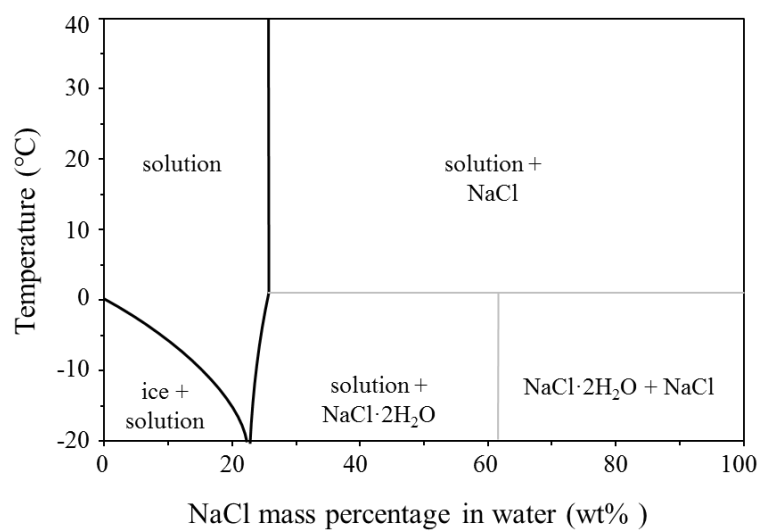 40
30
20
10
0
-10
-20
Temperature (°C)
solution
solution +
NaCl
ice +
solution
solution +
NaCl·2H₂O
NaCl·2H₂O + NaCl
0
20
40
60
80
100
NaCl mass percentage in water (wt% )